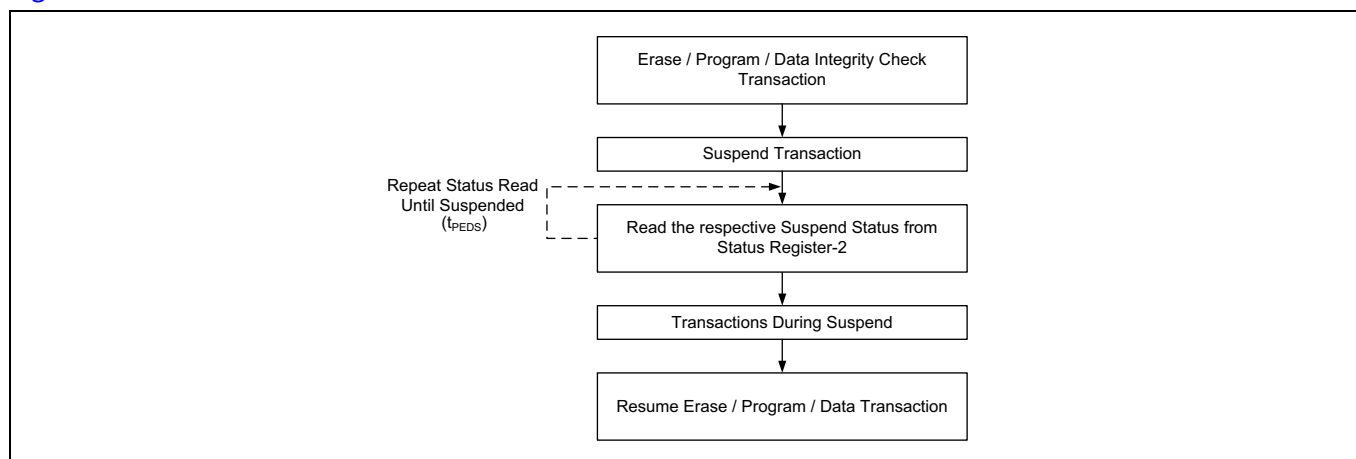 Erase / Program / Data Integrity Check
Transaction
Suspend Transaction
Repeat Status Read
Until Suspended
(tPEDS)
Read the respective Suspend Status from
Status Register-2
Transactions During Suspend
Resume Erase / Program / Data Transaction